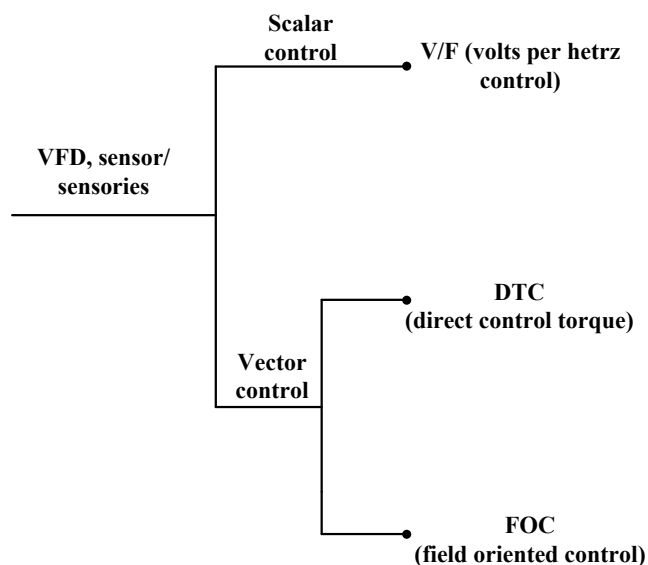 Scalar
control
V/F (volts per hetrz
control)
VFD, sensor/
sensories
DTC
(direct control torque)
Vector
control
FOC
(field oriented control)